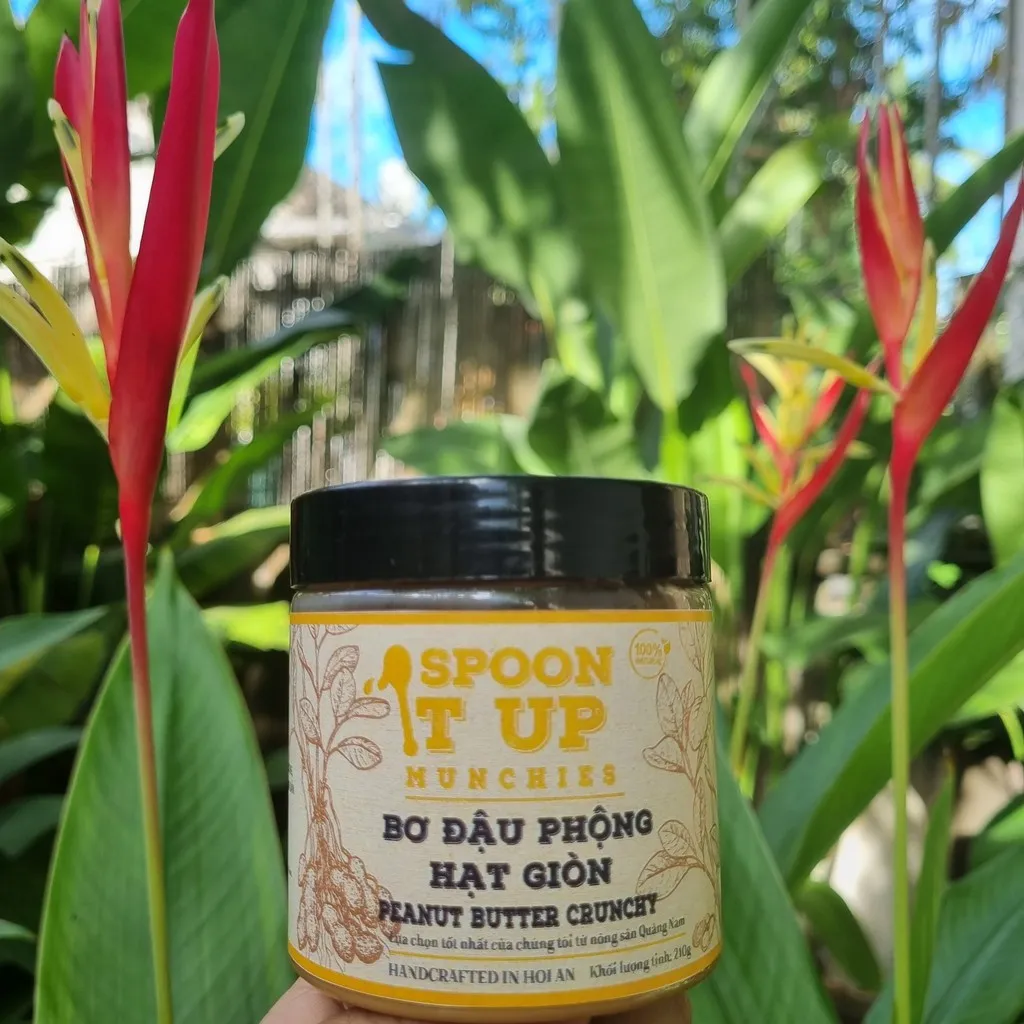 SPOON
IT UP
MUNCHIES
100%
NATURAL
BƠ ĐẬU PHỘNG
HẠT GIÒN
PEANUT BUTTER CRUNCHY
Lựa chọn tốt nhất của chúng tôi từ nông sản Quảng Nam
HANDCRAFTED IN HOI AN Khối lượng tịnh: 210g